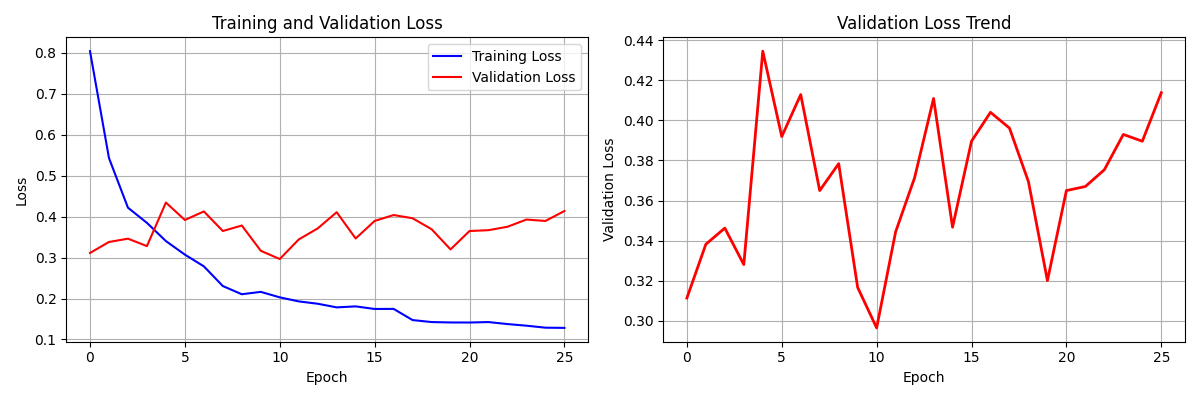 Training and Validation Loss
Loss
0.8
0.7
0.6
0.5
0.4
0.3
0.2
0.1
Training Loss
Validation Loss
0 5 10 15 20 25
Epoch
Validation Loss Trend
Validation Loss
0.44
0.42
0.40
0.38
0.36
0.34
0.32
0.30
0 5 10 15 20 25
Epoch